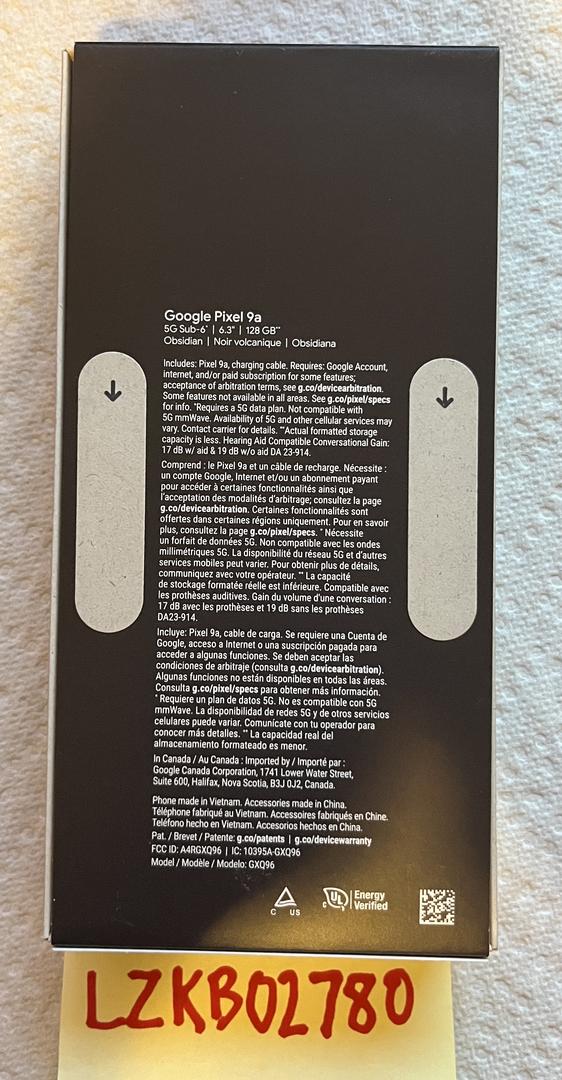 Google Pixel 9a
5G Sub-6* | 6.3" | 128 GB**
Obsidian | Noir volcanique | Obsidiana
Includes: Pixel 9a, charging cable. Requires: Google Account,
internet, and/or paid subscription for some features;
acceptance of arbitration terms, see g.co/devicearbitration.
Some features not available in all areas. See g.co/pixel/specs
for info. *Requires a 5G data plan. Not compatible with
5G mmWave. Availability of 5G and other cellular services may
vary. Contact carrier for details. **Actual formatted storage
capacity is less. Hearing Aid Compatible Conversational Gain:
17 dB w/ aid & 19 dB w/o aid DA 23-914.
Comprend : le Pixel 9a et un câble de recharge. Nécessite :
un compte Google, Internet et/ou un abonnement payant
pour accéder à certaines fonctionnalités ainsi que
l'acceptation des modalités d'arbitrage; consultez la page
g.co/devicearbitration. Certaines fonctionnalités sont
offertes dans certaines régions uniquement. Pour en savoir
plus, consultez la page g.co/pixel/specs. * Nécessite
un forfait de données 5G. Non compatible avec les ondes
millimétriques 5G. La disponibilité du réseau 5G et d'autres
services mobiles peut varier. Pour obtenir plus de détails,
communiquez avec votre opérateur. ** La capacité
de stockage formatée réelle est inférieure. Compatible avec
les prothèses auditives. Gain du volume d'une conversation :
17 dB avec les prothèses et 19 dB sans les prothèses
DA23-914.
Incluye: Pixel 9a, cable de carga. Se requiere una Cuenta de
Google, acceso a Internet o una suscripción pagada para
acceder a algunas funciones. Se deben aceptar las
condiciones de arbitraje (consulta g.co/devicearbitration).
Algunas funciones no están disponibles en todas las áreas.
Consulta g.co/pixel/specs para obtener más información.
* Requiere un plan de datos 5G. No es compatible con 5G
mmWave. La disponibilidad de redes 5G y de otros servicios
celulares puede variar. Comunícate con tu operador para
conocer más detalles. ** La capacidad real del
almacenamiento formateado es menor.
In Canada / Au Canada : Imported by / Importé par :
Google Canada Corporation, 1741 Lower Water Street,
Suite 600, Halifax, Nova Scotia, B3J 0J2, Canada.
Phone made in Vietnam. Accessories made in China.
Téléphone fabriqué au Vietnam. Accessoires fabriqués en Chine.
Teléfono hecho en Vietnam. Accesorios hechos en China.
Pat. / Brevet / Patente: g.co/patents | g.co/devicewarranty
FCC ID: A4RGXQ96 | IC: 10395A-GXQ96
Model / Modèle / Modelo: GXQ96
C US
C UL Energy
Verified
LZKB02780